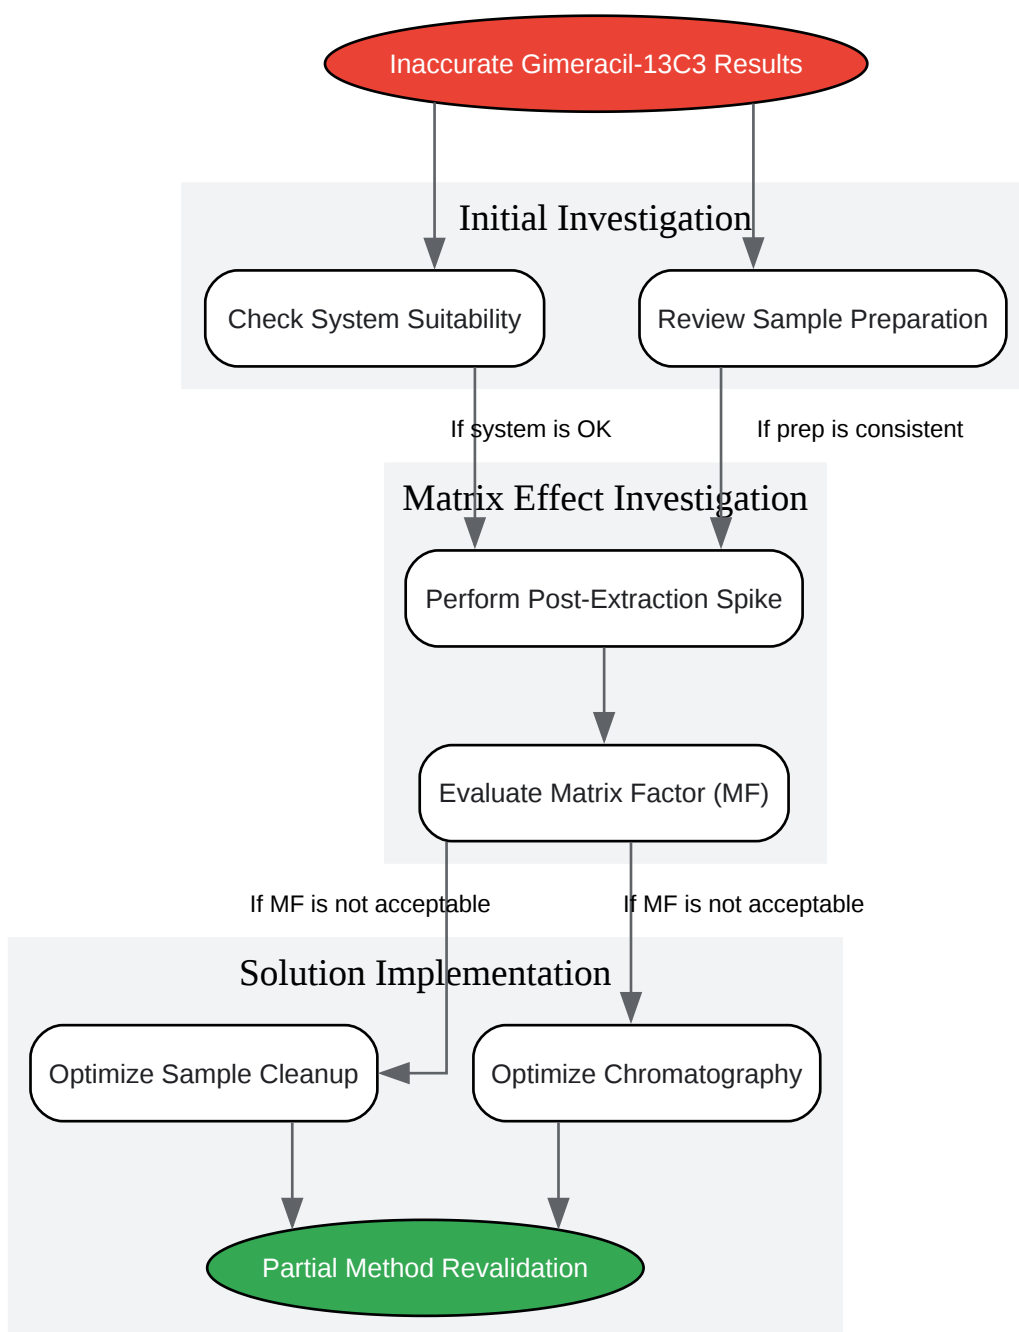 Inaccurate Gimeracil-13C3 Results
Initial Investigation
Check System Suitability
Review Sample Preparation
If system is OK
If prep is consistent
Matrix Effect Investigation
Perform Post-Extraction Spike
Evaluate Matrix Factor (MF)
If MF is not acceptable
If MF is not acceptable
Solution Implementation
Optimize Sample Cleanup
Optimize Chromatography
Partial Method Revalidation